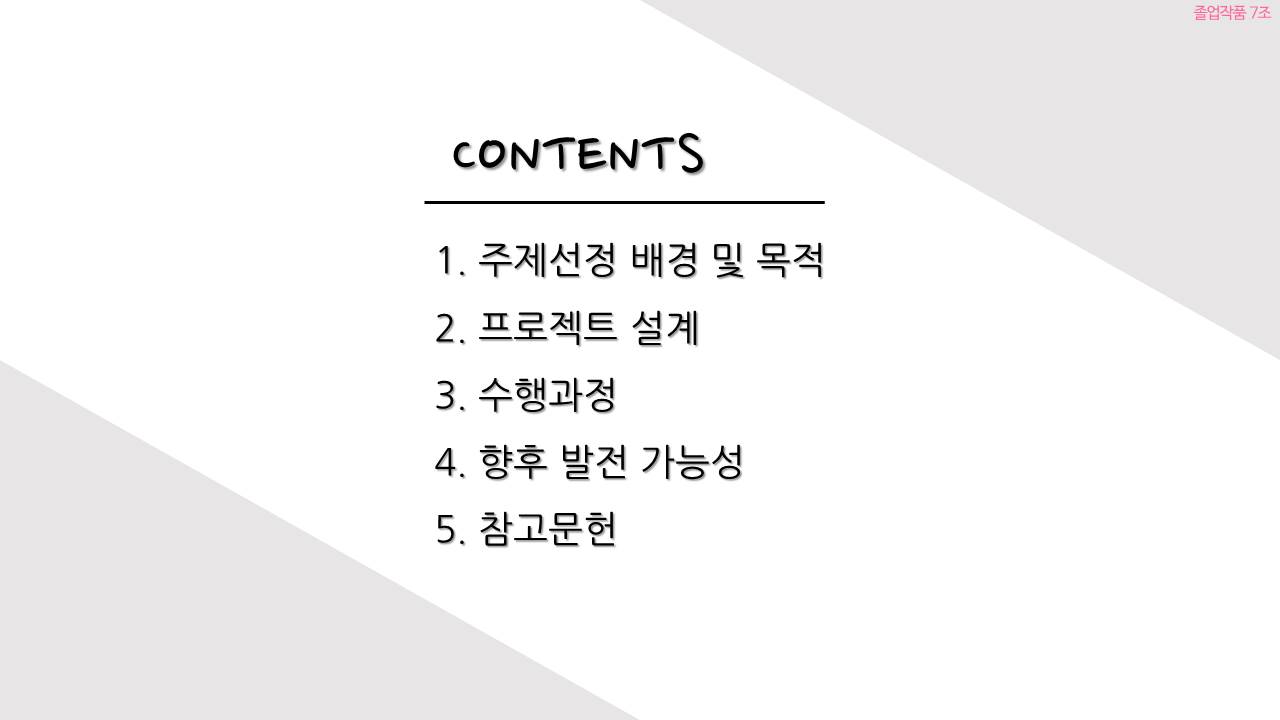 졸업작품 7조
CONTENTS
1. 주제선정 배경 및 목적
2. 프로젝트 설계
3. 수행과정
4. 향후 발전 가능성
5. 참고문헌